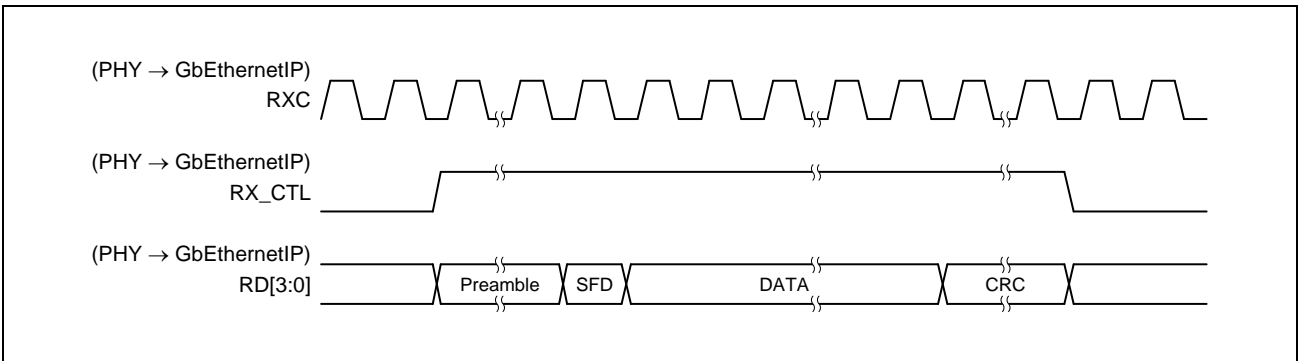 (PHY → GbEthernetIP)
RXC
(PHY → GbEthernetIP)
RX_CTL
(PHY → GbEthernetIP)
RD[3:0]
Preamble SFD DATA CRC